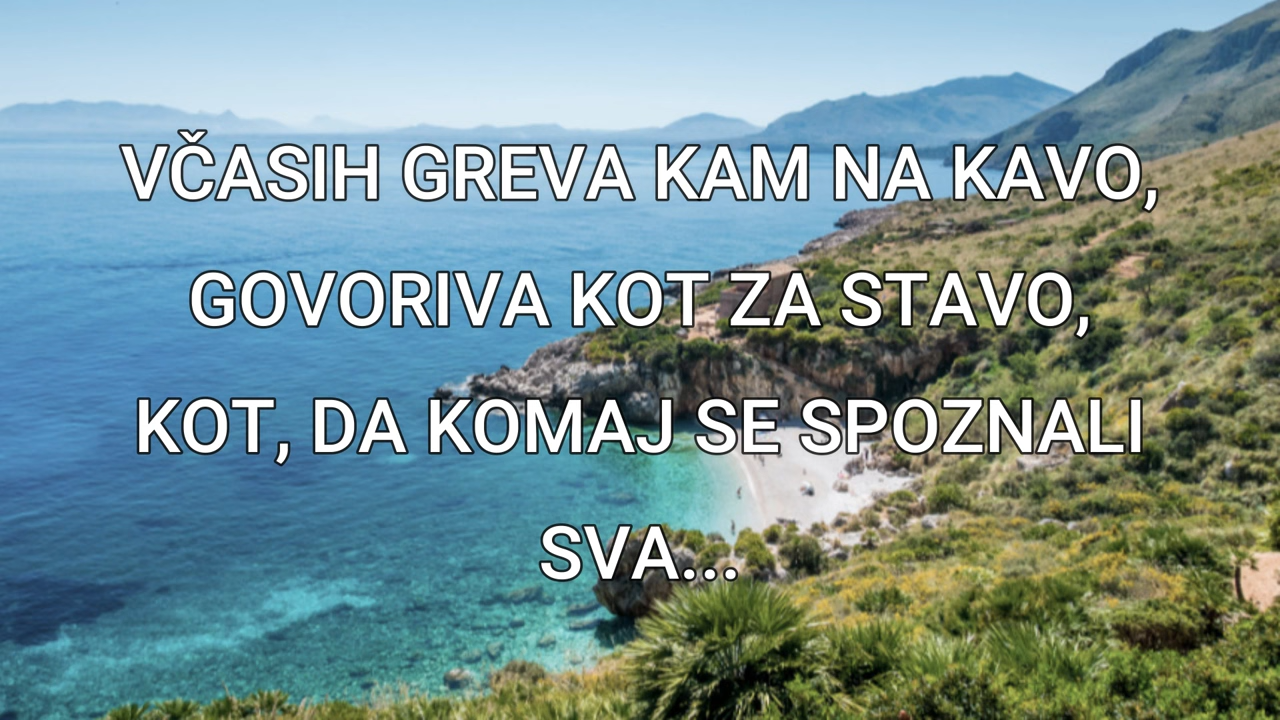 VČASIH GREVA KAM NA KAVO,
GOVORIVA KOT ZA STAVO,
KOT, DA KOMAJ SE SPOZNALI
SVA...